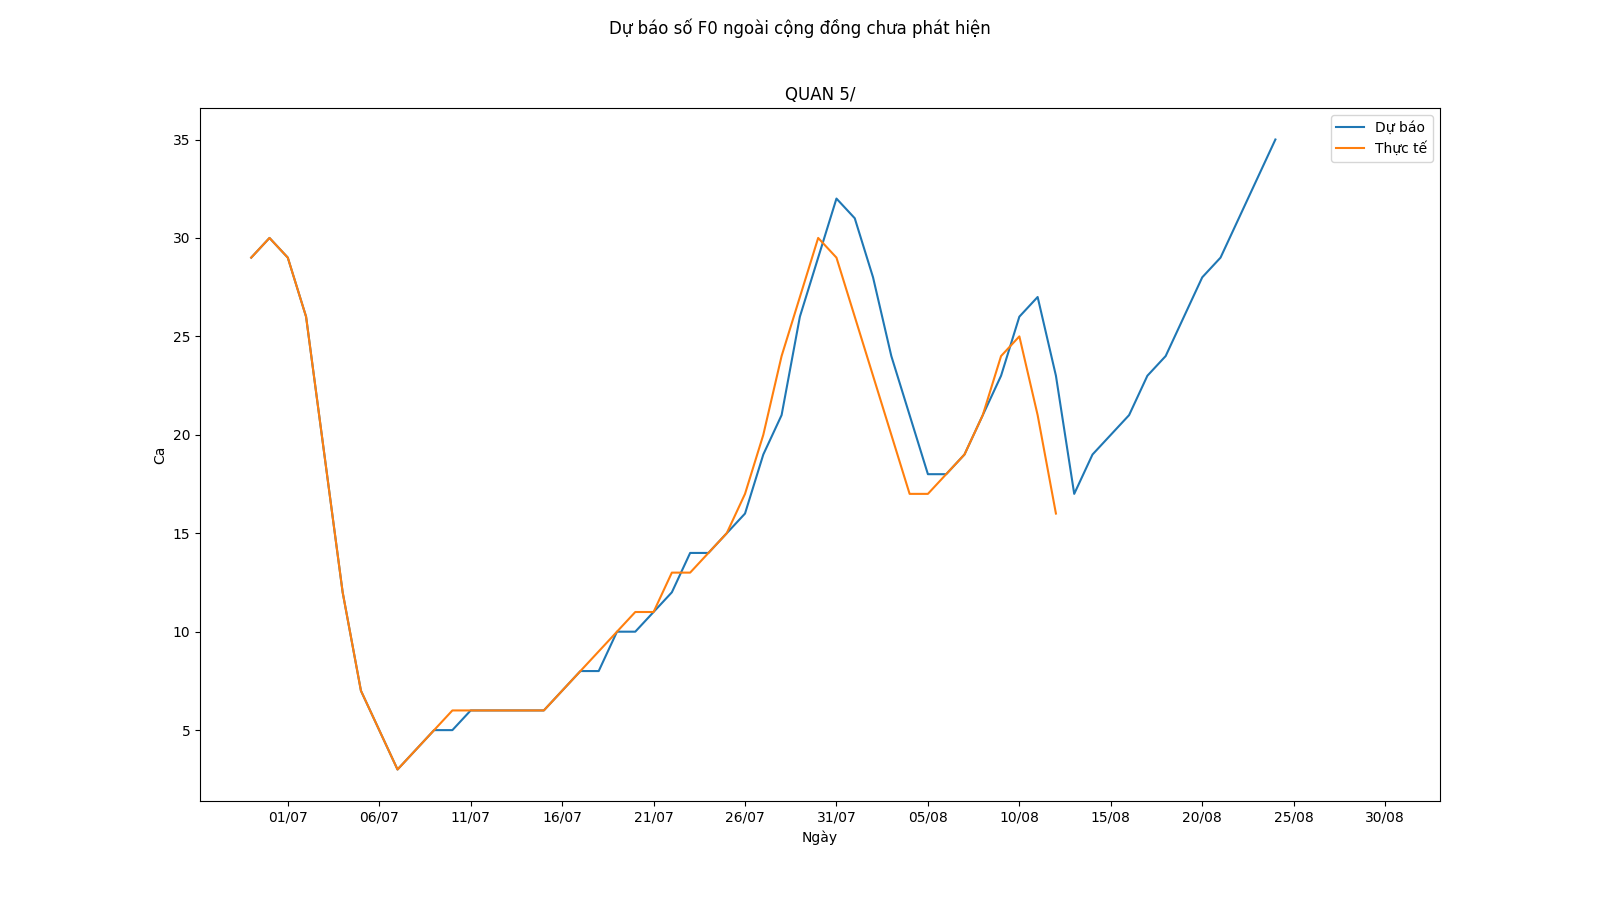 Dự báo số F0 ngoài cộng đồng chưa phát hiện
QUAN 5/
Dự báo
Thực tế
35
30
25
20
15
10
5
Ca
01/07 06/07 11/07 16/07 21/07 26/07 31/07 05/08 10/08 15/08 20/08 25/08 30/08
Ngày